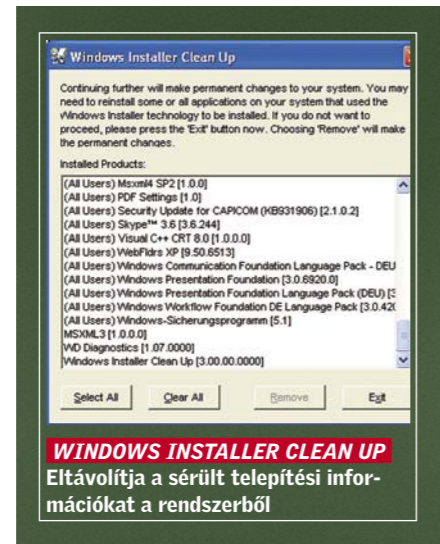 Windows Installer Clean Up
Continuing further will make permanent changes to your system. You may
need to reinstall some or all applications on your system that used the
Windows Installer technology to be installed. If you do not want to
proceed, please press the 'Exit' button now. Choosing 'Remove' will make
the permanent changes.
Installed Products:
(All Users) Msxml4 SP2 [1.0.0]
(All Users) PDF Settings [1.0]
(All Users) Security Update for CAPICOM (KB931906) [2.1.0.2]
(All Users) Skype™ 3.6 [3.6.244]
(All Users) Visual C++ CRT 8.0 [1.0.0.0]
(All Users) WebFldrs XP [9.50.6513]
(All Users) Windows Communication Foundation Language Pack - DEU
(All Users) Windows Presentation Foundation [3.0.6920.0]
(All Users) Windows Presentation Foundation Language Pack (DEU) [3
(All Users) Windows Workflow Foundation DE Language Pack [3.0.420
(All Users) Windows-Sicherungsprogramm [5.1]
MSXML3 [1.0.0.0]
WD Diagnostics [1.07.0000]
Windows Installer Clean Up [3.00.00.0000]
Select All Clear All Remove Exit
WINDOWS INSTALLER CLEAN UP
Eltávolítja a sérült telepítési infor-
mációkat a rendszerből